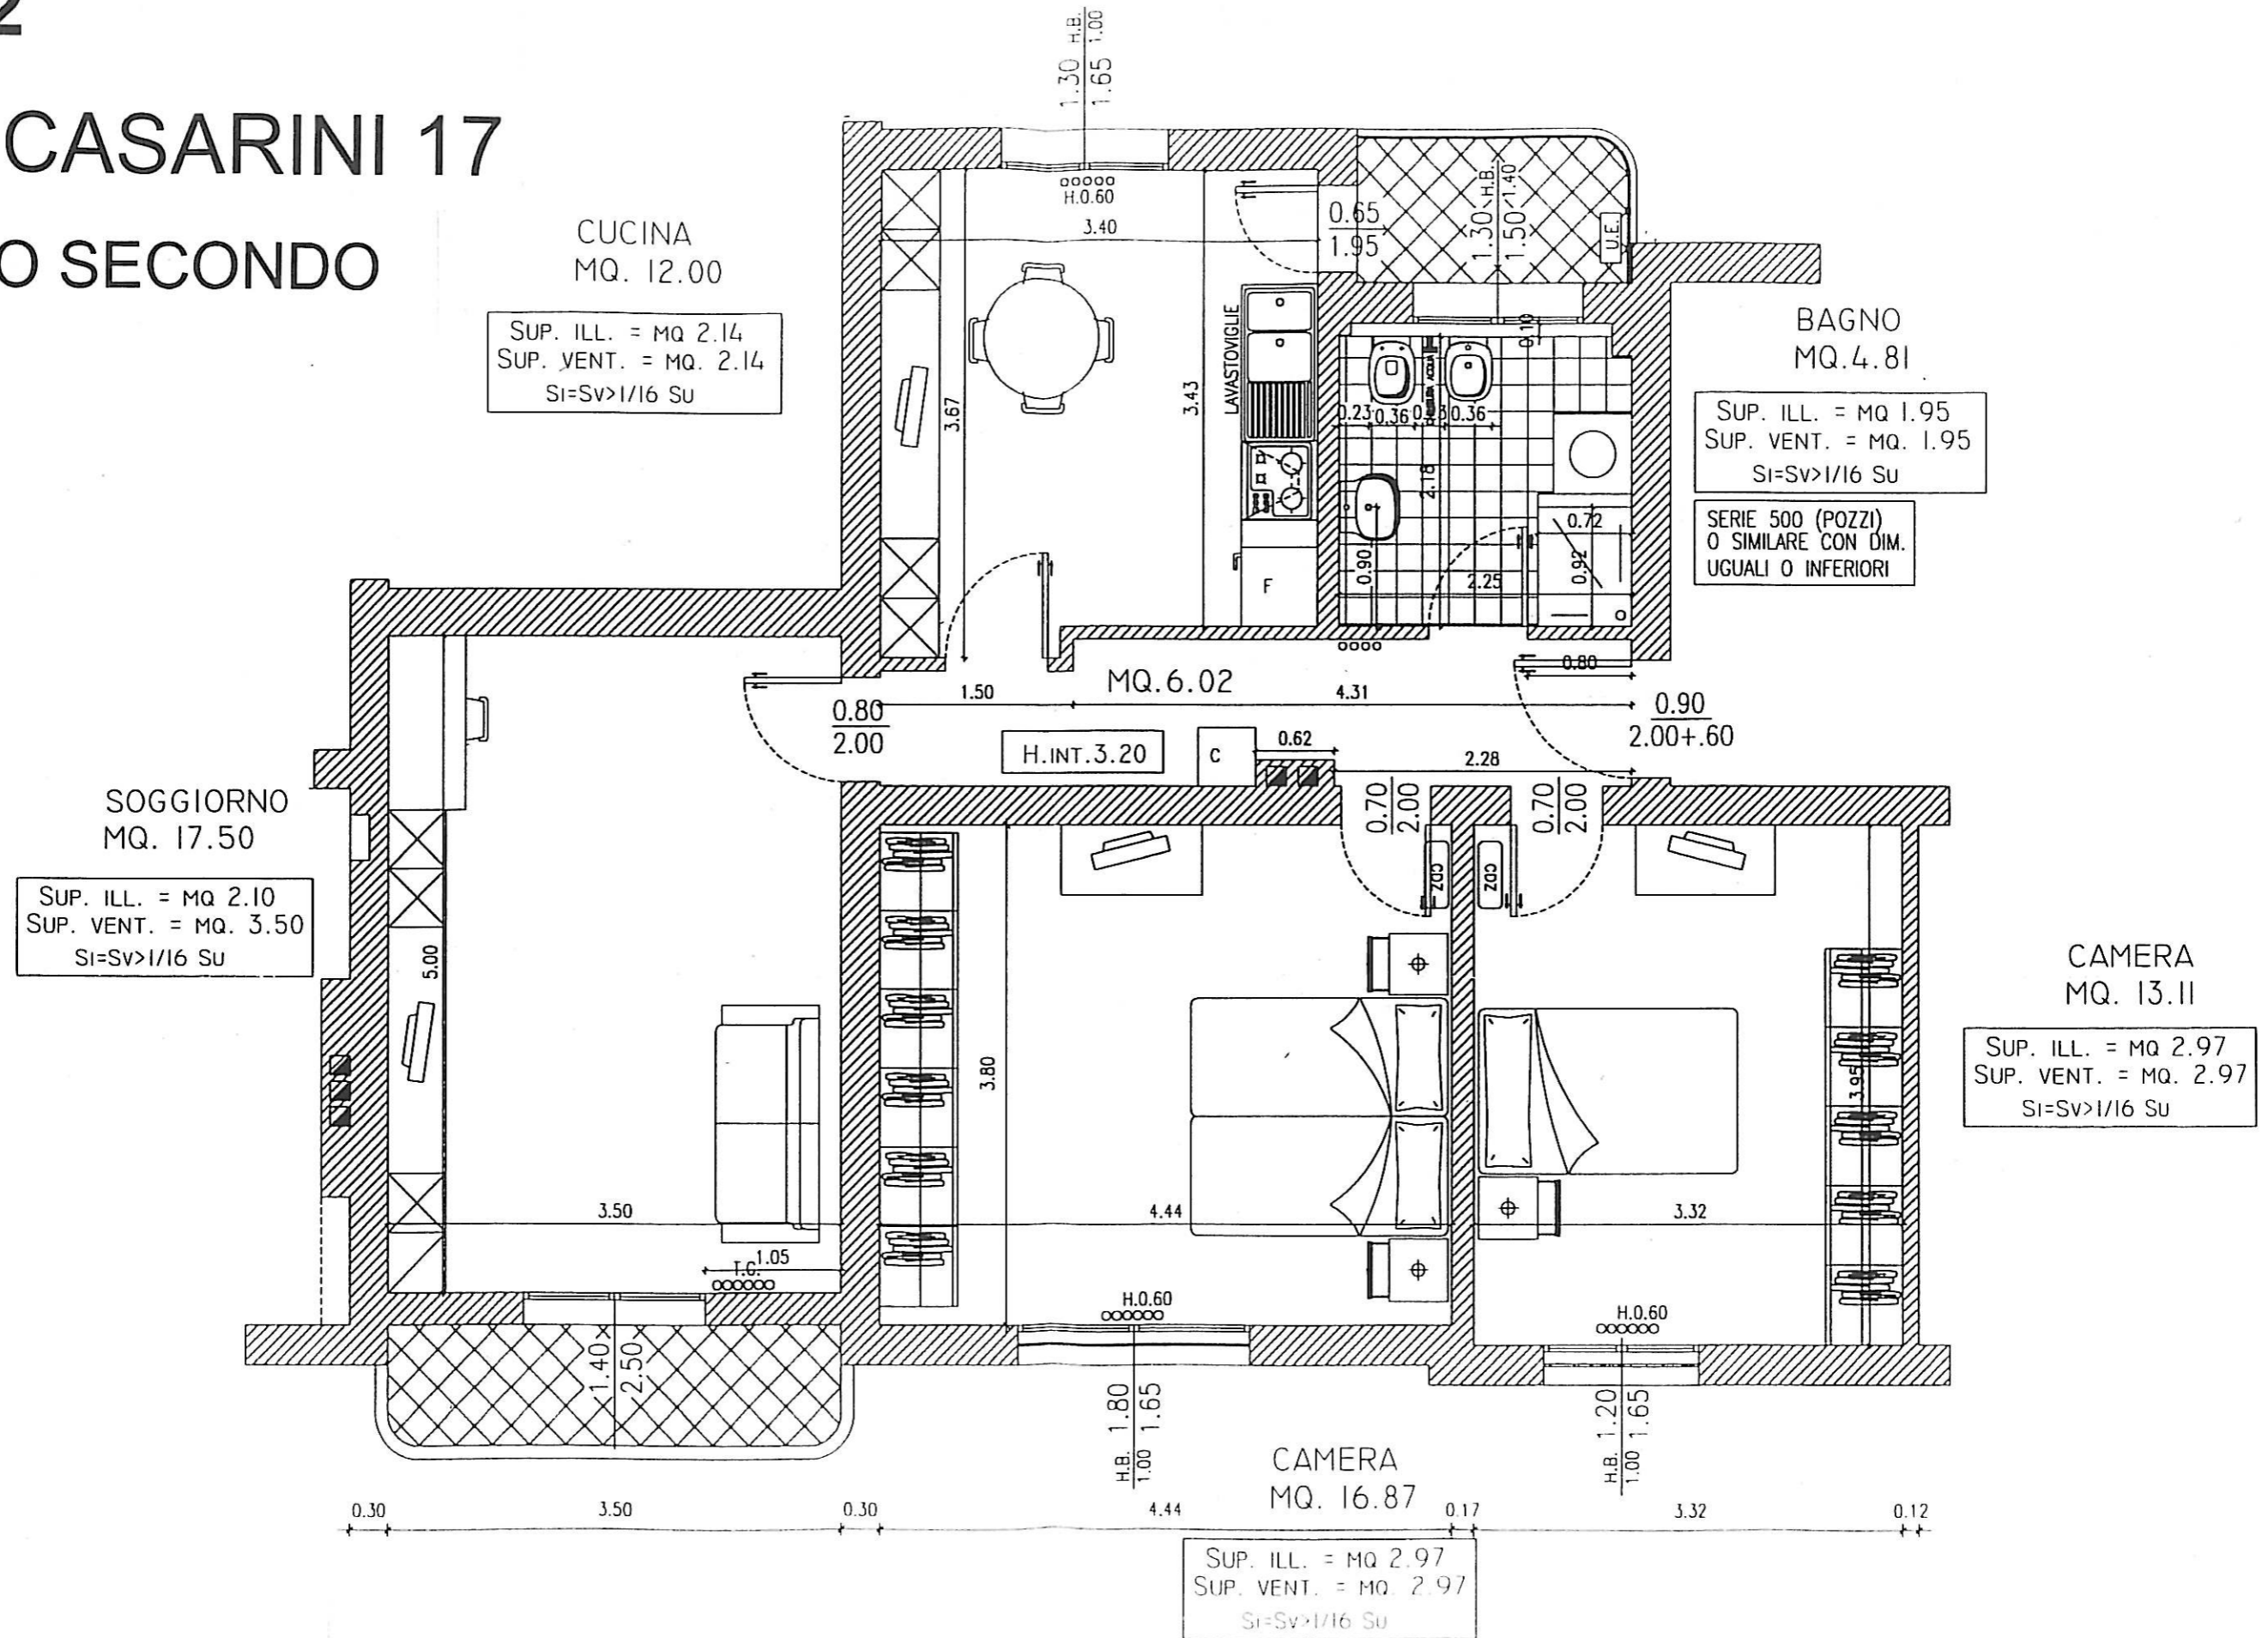 2
CASARINI 17
O SECONDO
CUCINA
MQ. 12.00
SUP. ILL. = MQ 2.14
SUP. VENT. = MQ. 2.14
SI=SV>1/16 SU
1.30 H.B.
1.65 1.00
H.0.60
3.40
0.65
1.95
1.30 H.B.
1.50 1.40
U.E.
3.67
3.43
LAVASTOVIGLIE
F
0.10
0.23 0.36 0.36
2.18
0.90
2.25
0.72
0.92
BAGNO
MQ.4.81
SUP. ILL. = MQ 1.95
SUP. VENT. = MQ. 1.95
SI=SV>1/16 SU
SERIE 500 (POZZI)
O SIMILARE CON DIM.
UGUALI O INFERIORI
1.50
MQ.6.02
4.31
0.80
0.80
2.00
0.90
2.00+.60
H.INT.3.20
C
0.62
2.28
0.70
2.00
0.70
2.00
CDZ
CDZ
SOGGIORNO
MQ. 17.50
SUP. ILL. = MQ 2.10
SUP. VENT. = MQ. 3.50
SI=SV>1/16 SU
5.00
3.50
1.05
T.C.
3.80
4.44
H.0.60
3.95
3.32
H.0.60
CAMERA
MQ. 13.11
SUP. ILL. = MQ 2.97
SUP. VENT. = MQ. 2.97
SI=SV>1/16 SU
1.40
2.50
H.B. 1.80
1.00 1.65
H.B. 1.20
1.00 1.65
CAMERA
MQ. 16.87
0.30 3.50 0.30 4.44 0.17 3.32 0.12
SUP. ILL. = MQ 2.97
SUP. VENT. = MQ. 2.97
SI=SV>1/16 SU